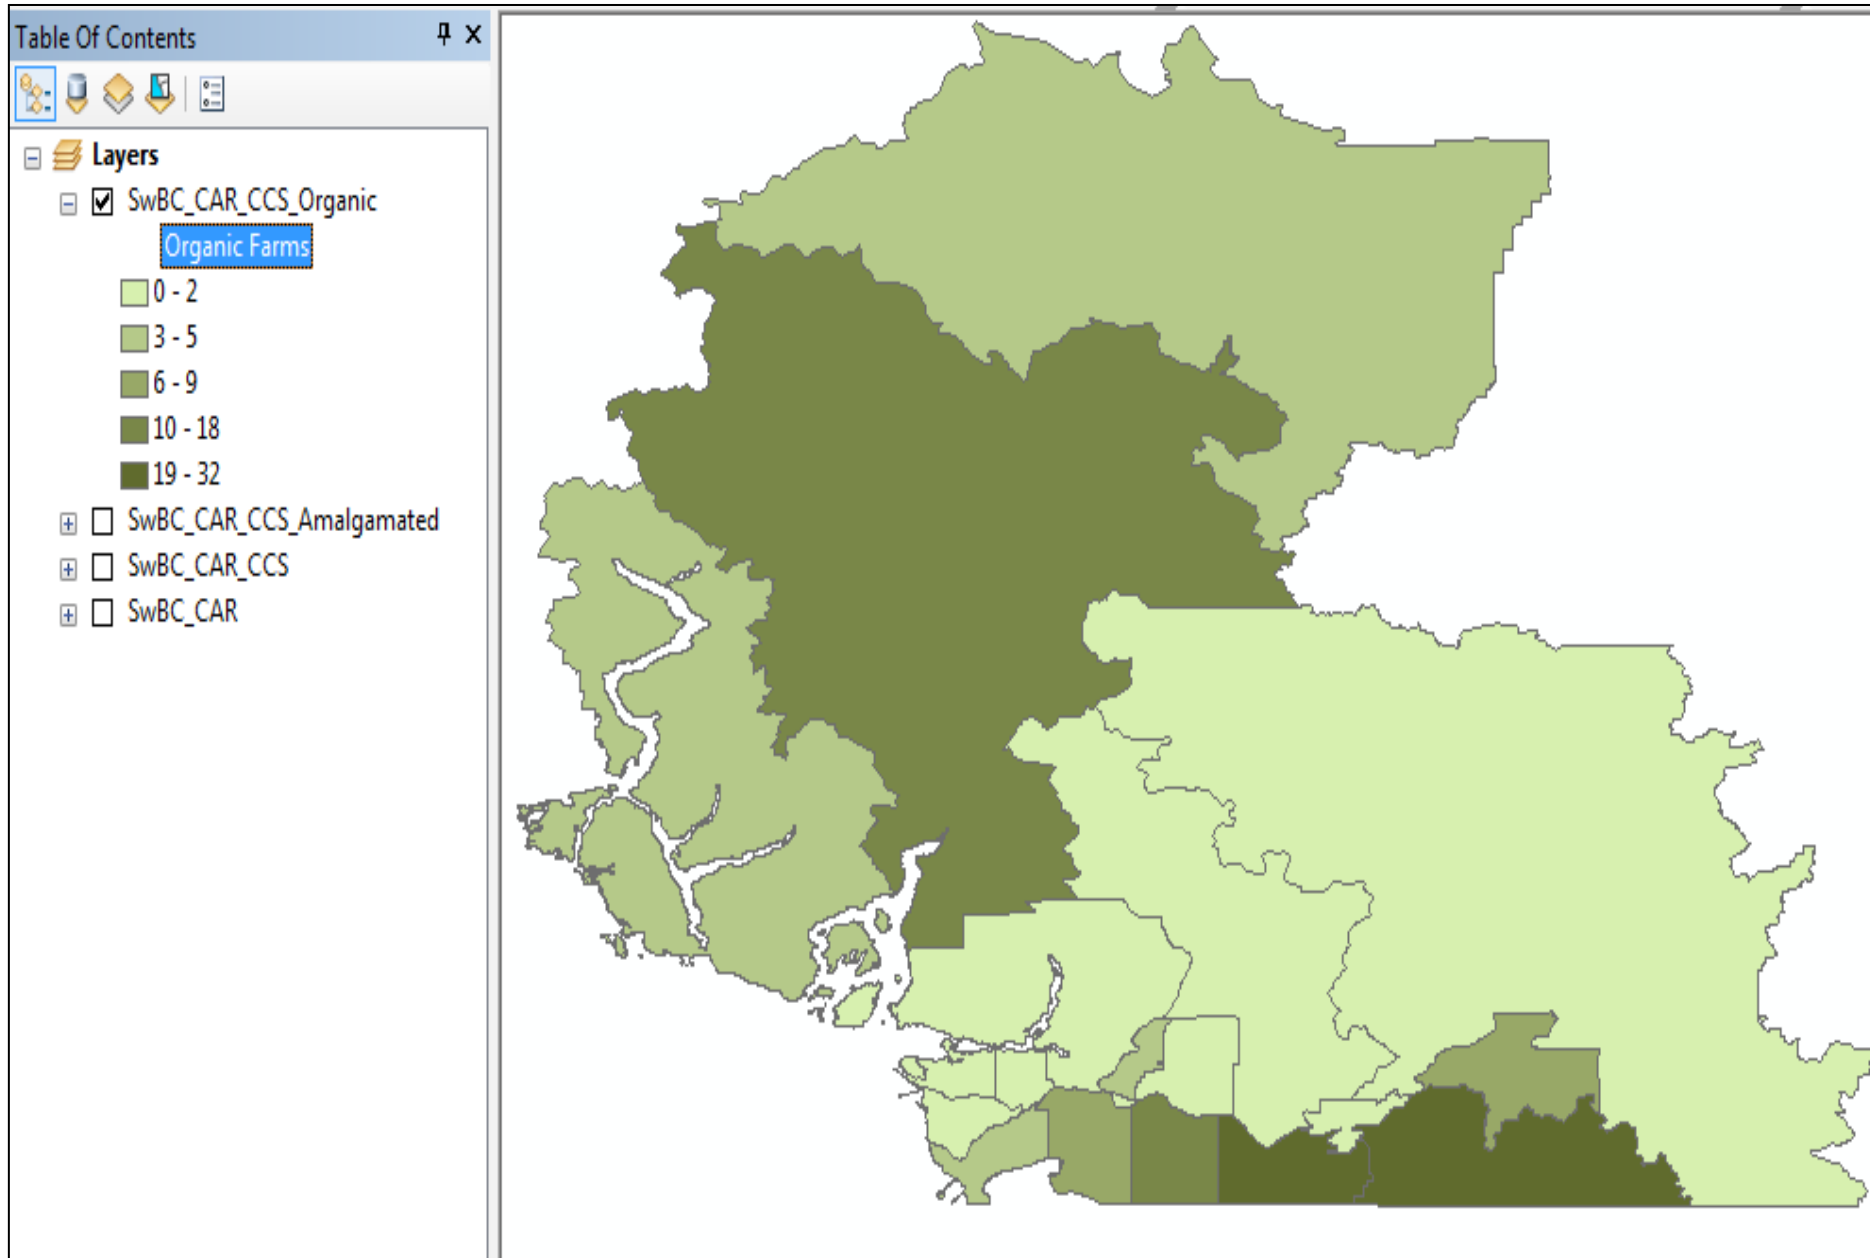 Table Of Contents
Layers
SwBC_CAR_CCS_Organic
Organic Farms
0 - 2
3 - 5
6 - 9
10 - 18
19 - 32
SwBC_CAR_CCS_Amalgamated
SwBC_CAR_CCS
SwBC_CAR